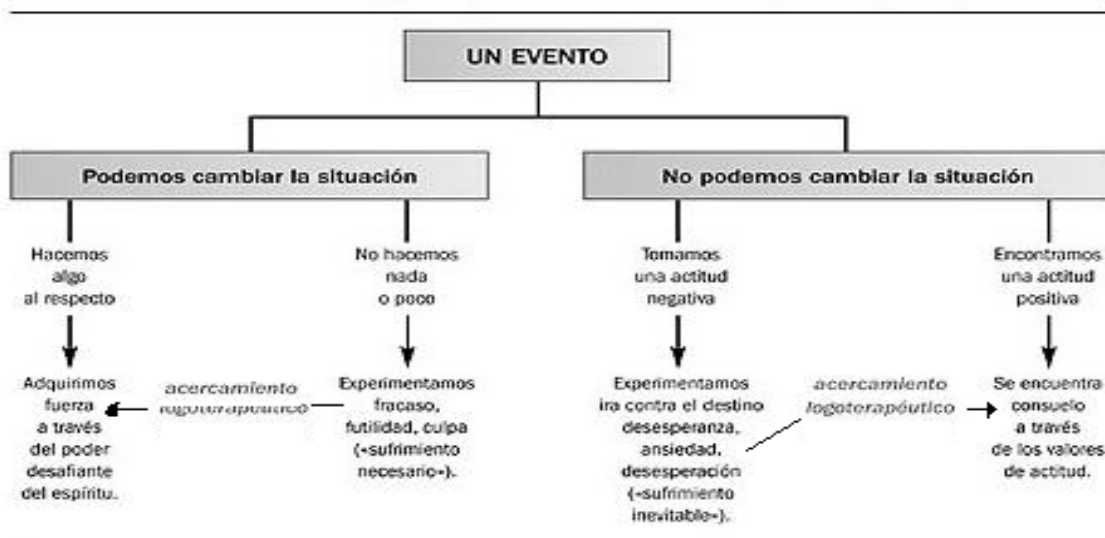 UN EVENTO
Podemos cambiar la situación
No podemos cambiar la situación
Hacemos
algo
al respecto
No hacemos
nada
o poco
Tomamos
una actitud
negativa
Encontramos
una actitud
positiva
Adquirimos
fuerza
a través
del poder
desafiante
del espíritu.
acercamiento
logoterapéutico
Experimentamos
fracaso,
futilidad, culpa
(«sufrimiento
necesario»).
Experimentamos
ira contra el destino
desesperanza,
ansiedad,
desesperación
(«sufrimiento
inevitable»).
acercamiento
logoterapéutico
Se encuentra
consuelo
a través
de los valores
de actitud.